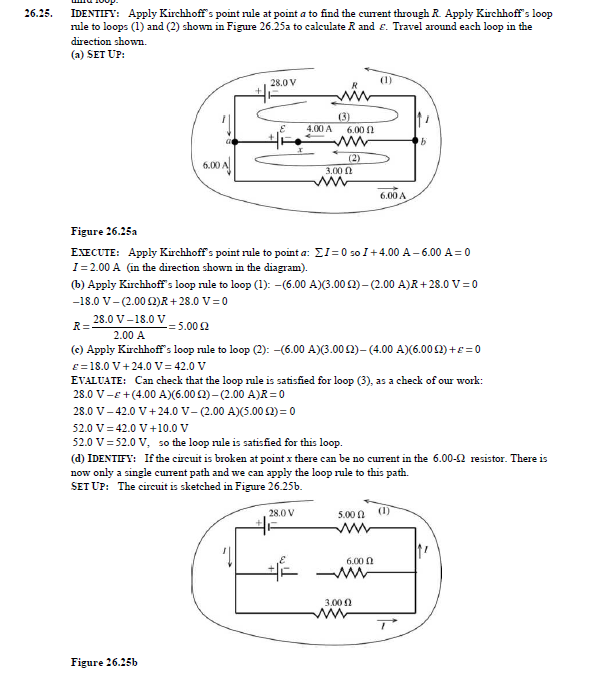 26.25. IDENTIFY: Apply Kirchhoff's point rule at point a to find the current through R. Apply Kirchhoff's loop
rule to loops (1) and (2) shown in Figure 26.25a to calculate R and ε. Travel around each loop in the
direction shown.
(a) SET UP:
28.0 V
R
(1)
I
(3)
I
ε
4.00 A
6.00 Ω
+
a
b
x
(2)
6.00 A
3.00 Ω
6.00 A
Figure 26.25a
EXECUTE: Apply Kirchhoff's point rule to point a: ΣI = 0 so I + 4.00 A − 6.00 A = 0
I = 2.00 A (in the direction shown in the diagram).
(b) Apply Kirchhoff's loop rule to loop (1): −(6.00 A)(3.00 Ω) − (2.00 A)R + 28.0 V = 0
−18.0 V − (2.00 Ω)R + 28.0 V = 0
R = (28.0 V − 18.0 V)/(2.00 A) = 5.00 Ω
(c) Apply Kirchhoff's loop rule to loop (2): −(6.00 A)(3.00 Ω) − (4.00 A)(6.00 Ω) + ε = 0
ε = 18.0 V + 24.0 V = 42.0 V
EVALUATE: Can check that the loop rule is satisfied for loop (3), as a check of our work:
28.0 V − ε + (4.00 A)(6.00 Ω) − (2.00 A)R = 0
28.0 V − 42.0 V + 24.0 V − (2.00 A)(5.00 Ω) = 0
52.0 V = 42.0 V + 10.0 V
52.0 V = 52.0 V, so the loop rule is satisfied for this loop.
(d) IDENTIFY: If the circuit is broken at point x there can be no current in the 6.00-Ω resistor. There is
now only a single current path and we can apply the loop rule to this path.
SET UP: The circuit is sketched in Figure 26.25b.
28.0 V
5.00 Ω
(1)
+
I
I
ε
6.00 Ω
+
3.00 Ω
I
Figure 26.25b